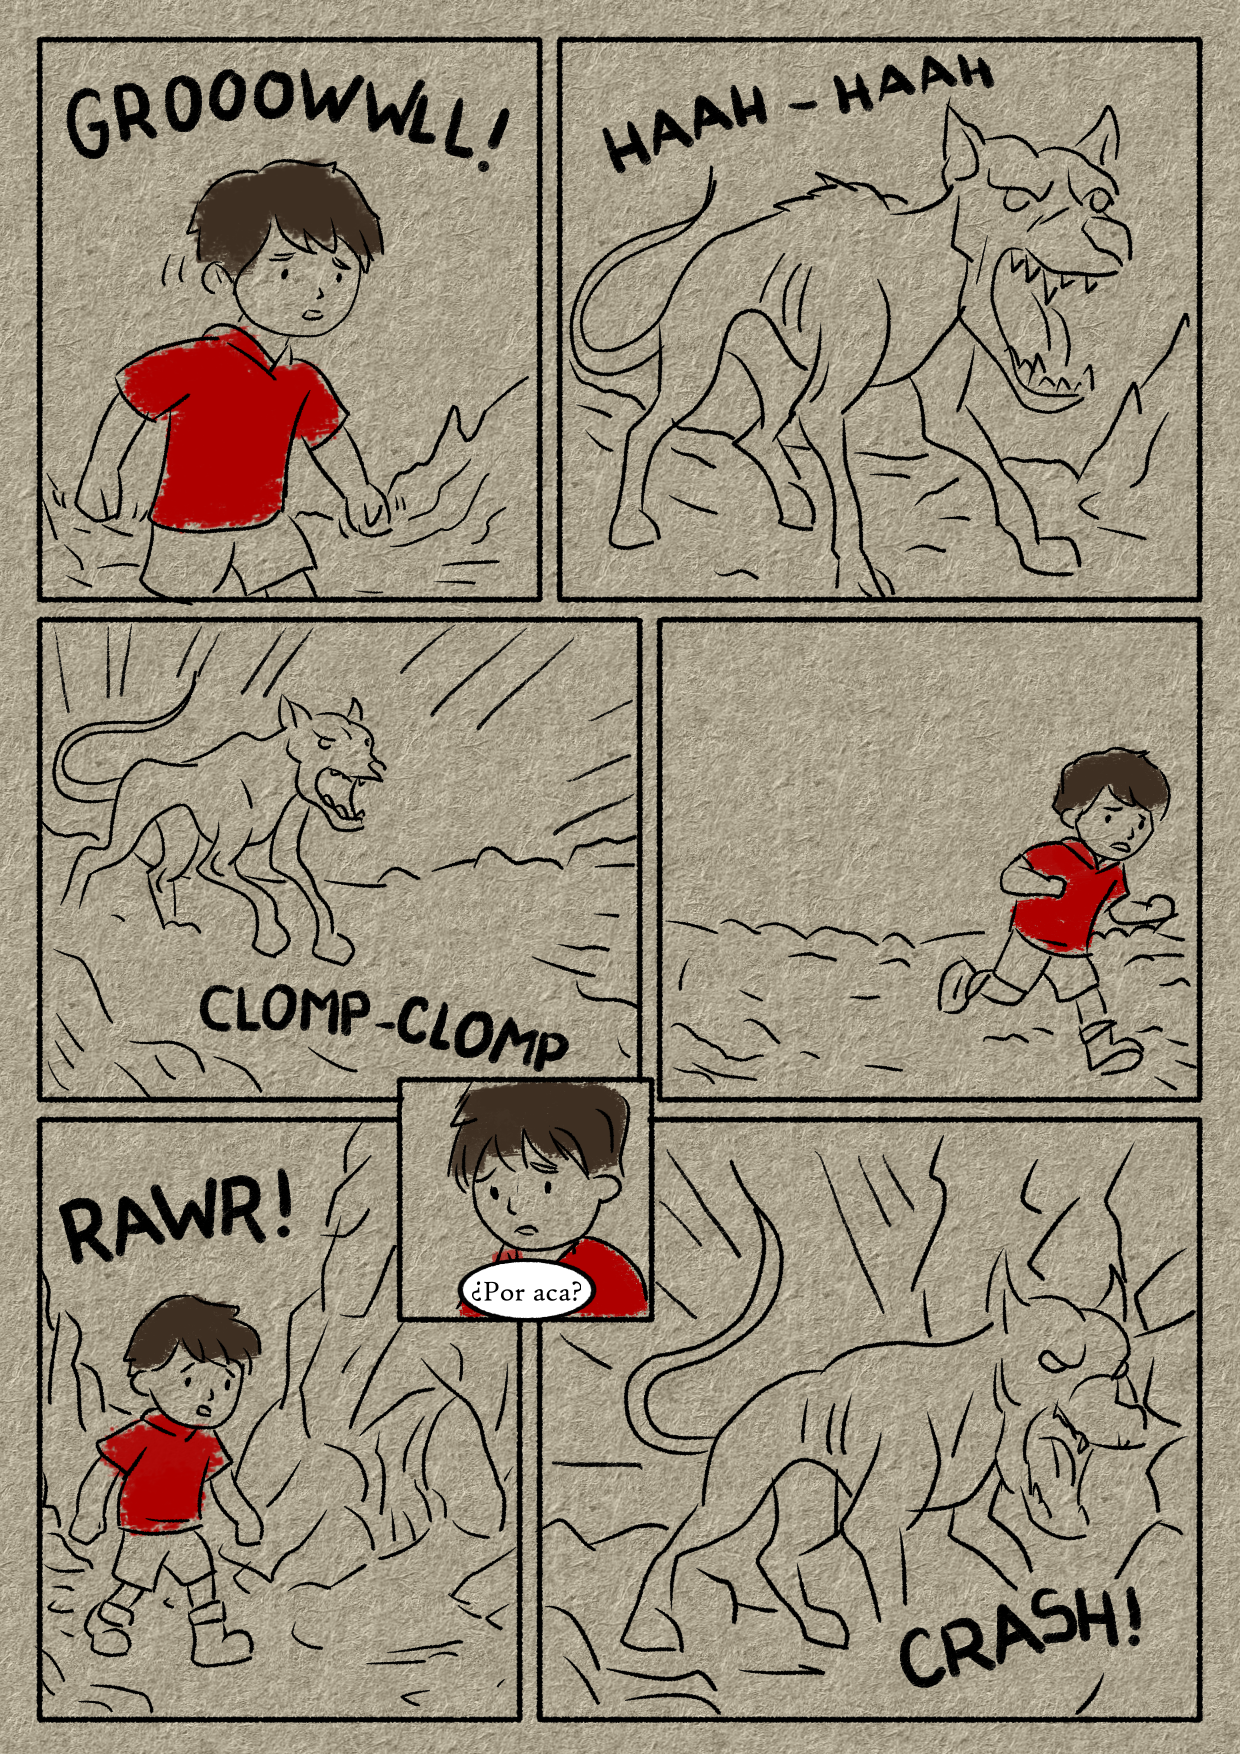 GROOOWWLL!
HAAH - HAAH
CLOMP-CLOMP
RAWR!
¿Por aca?
CRASH!